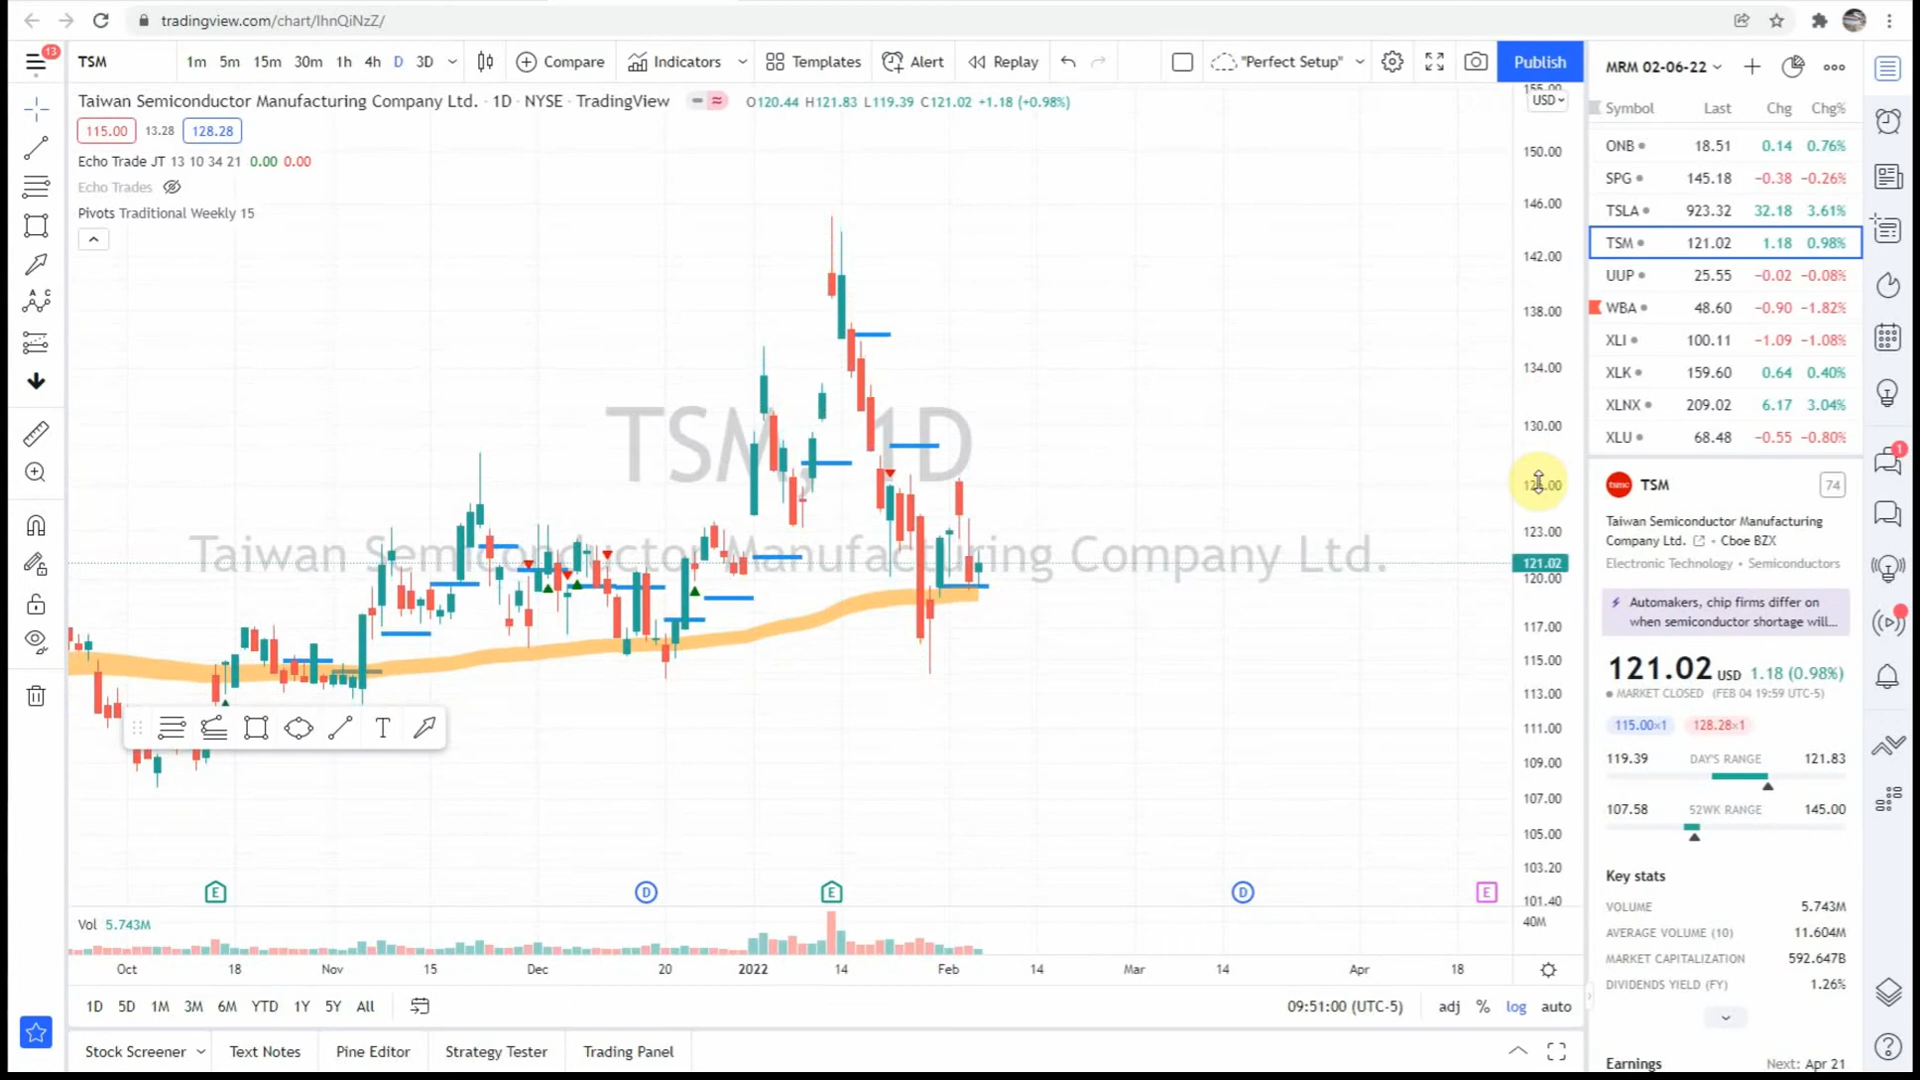 tradingview.com/chart/IhnQiNzZ/
13
TSM
1m 5m 15m 30m 1h 4h D 3D
Compare
Indicators
Templates
Alert
Replay
"Perfect Setup"
Publish
MRM 02-06-22
Taiwan Semiconductor Manufacturing Company Ltd. · 1D · NYSE · TradingView
O120.44 H121.83 L119.39 C121.02 +1.18 (+0.98%)
115.00 13.28 128.28
Echo Trade JT 13 10 34 21 0.00 0.00
Echo Trades
Pivots Traditional Weekly 15
TSM, 1D
Taiwan Semiconductor Manufacturing Company Ltd.
155.00
USD
150.00
146.00
142.00
138.00
134.00
130.00
123.00
121.02
120.00
117.00
115.00
113.00
111.00
109.00
107.00
105.00
103.20
101.40
40M
A C
T
E D E D E
Vol 5.743M
Oct 18 Nov 15 Dec 20 2022 14 Feb 14 Mar 14 Apr 18
1D 5D 1M 3M 6M YTD 1Y 5Y All
09:51:00 (UTC-5) adj % log auto
Stock Screener Text Notes Pine Editor Strategy Tester Trading Panel
Symbol Last Chg Chg%
ONB 18.51 0.14 0.76%
SPG 145.18 −0.38 −0.26%
TSLA 923.32 32.18 3.61%
TSM 121.02 1.18 0.98%
UUP 25.55 −0.02 −0.08%
WBA 48.60 −0.90 −1.82%
XLI 100.11 −1.09 −1.08%
XLK 159.60 0.64 0.40%
XLNX 209.02 6.17 3.04%
XLU 68.48 −0.55 −0.80%
1
tsmc TSM 74
Taiwan Semiconductor Manufacturing
Company Ltd. • Cboe BZX
Electronic Technology • Semiconductors
Automakers, chip firms differ on
when semiconductor shortage will...
121.02 USD 1.18 (0.98%)
MARKET CLOSED (FEB 04 19:59 UTC-5)
115.00×1 128.28×1
119.39 DAY'S RANGE 121.83
107.58 52WK RANGE 145.00
Key stats
VOLUME 5.743M
AVERAGE VOLUME (10) 11.604M
MARKET CAPITALIZATION 592.647B
DIVIDENDS YIELD (FY) 1.26%
Earnings Next: Apr 21